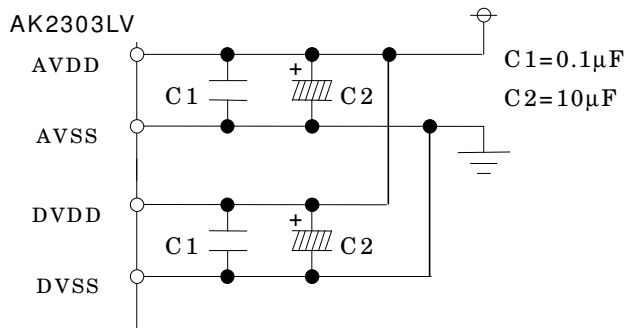 AK2303LV
AVDD
+
C1
C2
C1=0.1μF
C2=10μF
AVSS
DVDD
+
C1
C2
DVSS